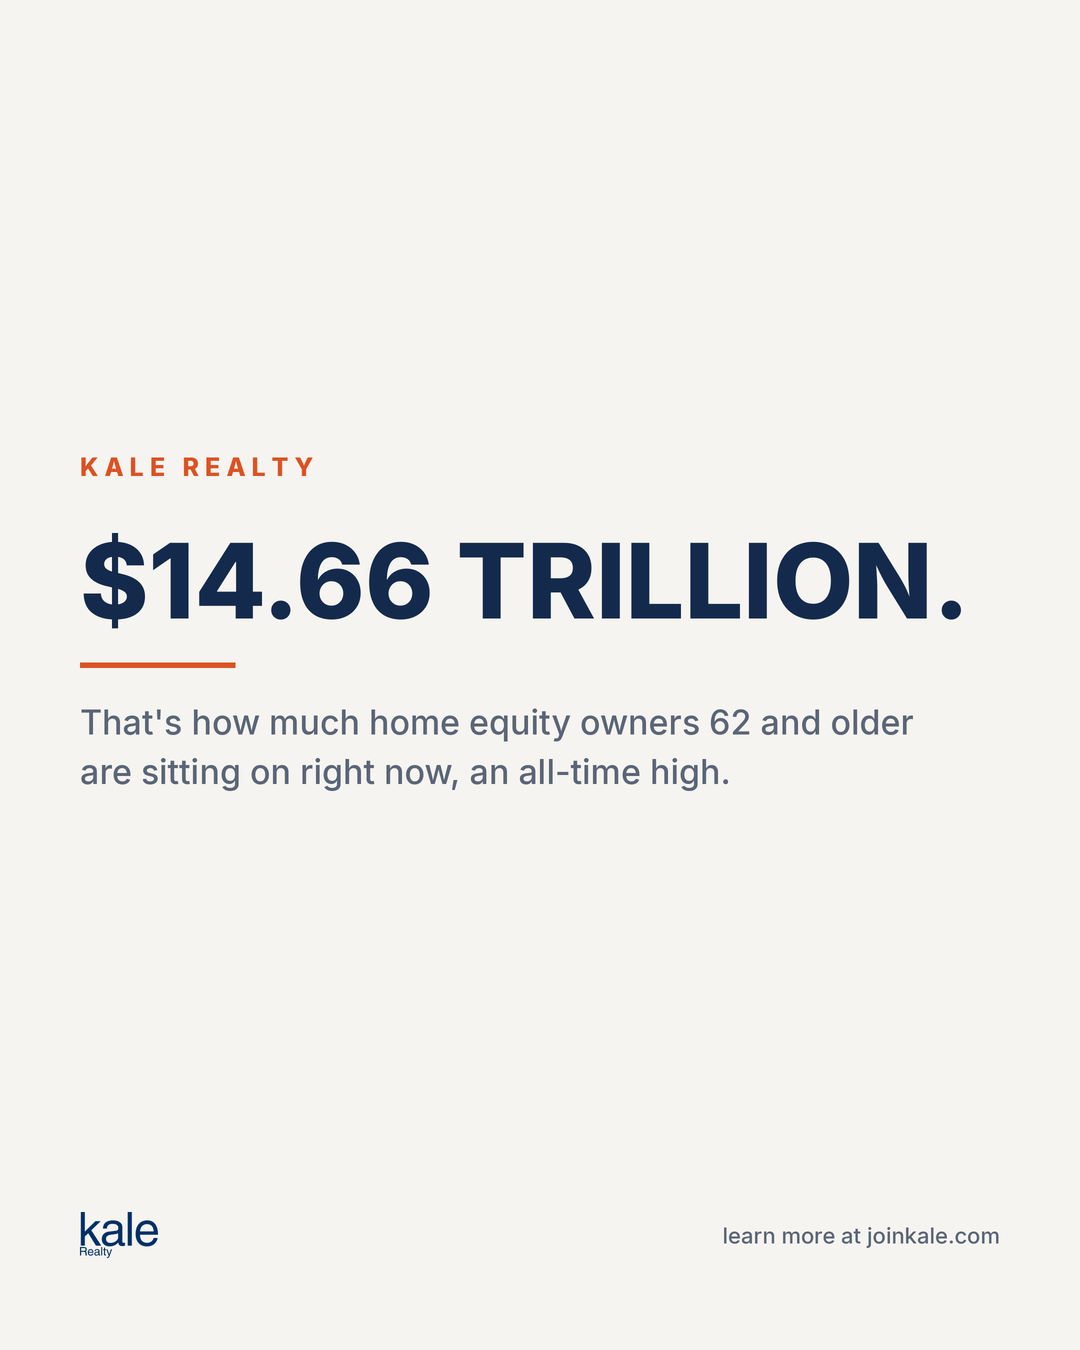 KALE REALTY
$14.66 TRILLION.
That's how much home equity owners 62 and older
are sitting on right now, an all-time high.
kale
Realty
learn more at joinkale.com